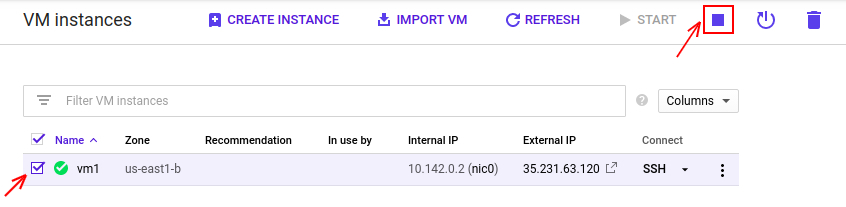 VM instances CREATE INSTANCE IMPORT VM REFRESH START
Filter VM instances ? Columns
Name Zone Recommendation In use by Internal IP External IP Connect
vm1 us-east1-b 10.142.0.2 (nic0) 35.231.63.120 SSH